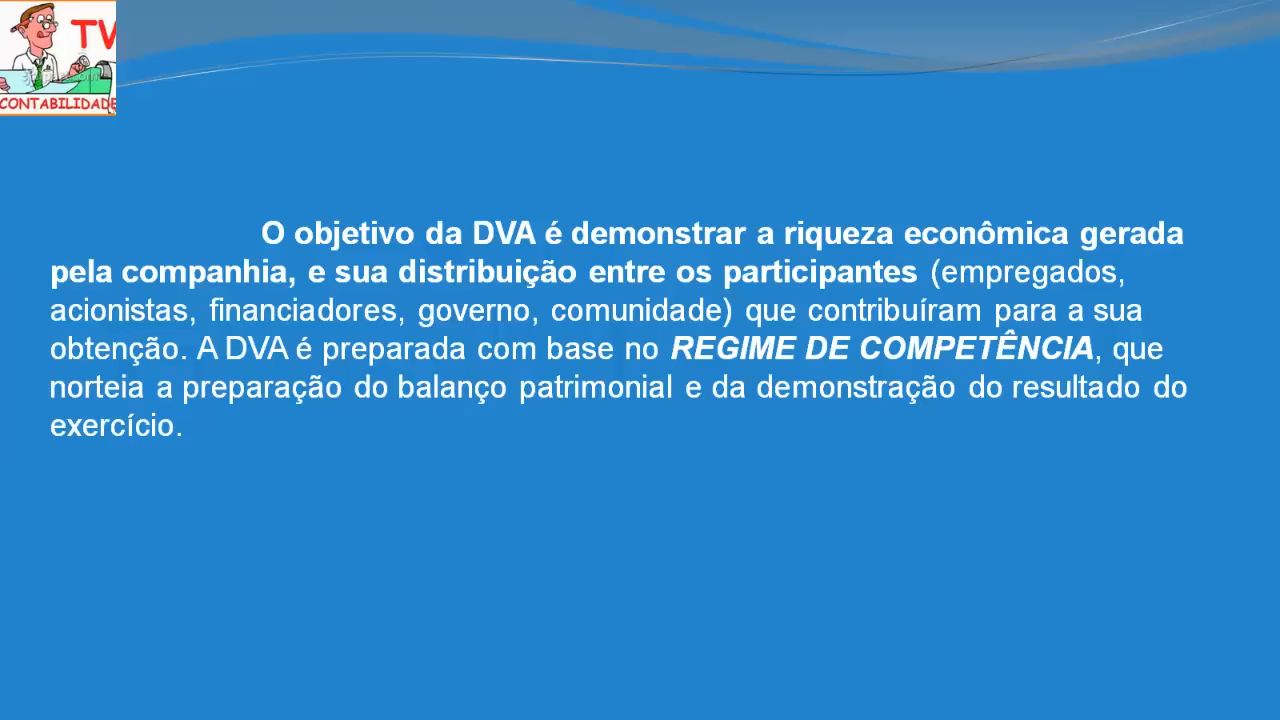 TV
CONTABILIDADE
O objetivo da DVA é demonstrar a riqueza econômica gerada
pela companhia, e sua distribuição entre os participantes (empregados,
acionistas, financiadores, governo, comunidade) que contribuíram para a sua
obtenção. A DVA é preparada com base no REGIME DE COMPETÊNCIA, que
norteia a preparação do balanço patrimonial e da demonstração do resultado do
exercício.